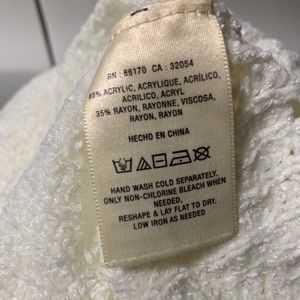 RN : 66170 CA : 32054
65% ACRYLIC, ACRYLIQUE, ACRÍLICO,
ACRILICO, ACRYL
35% RAYON, RAYONNE, VISCOSA,
RAYON, RAYON
HECHO EN CHINA
HAND WASH COLD SEPARATELY,
ONLY NON-CHLORINE BLEACH WHEN
NEEDED,
RESHAPE & LAY FLAT TO DRY.
LOW IRON AS NEEDED